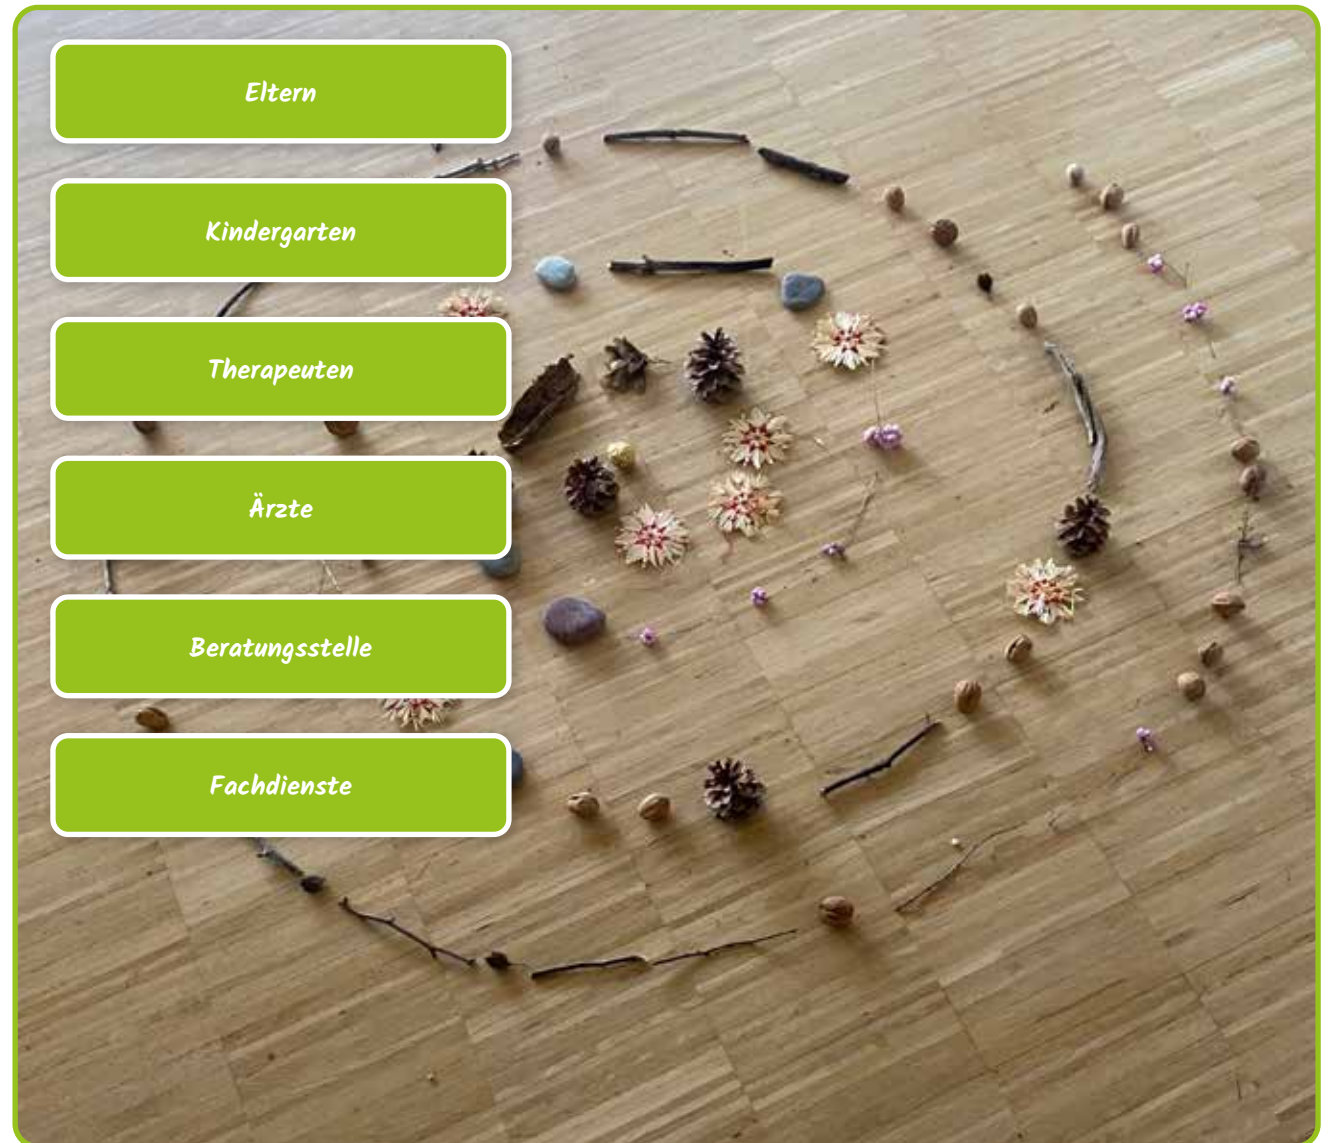 Eltern
Kindergarten
Therapeuten
Ärzte
Beratungsstelle
Fachdienste